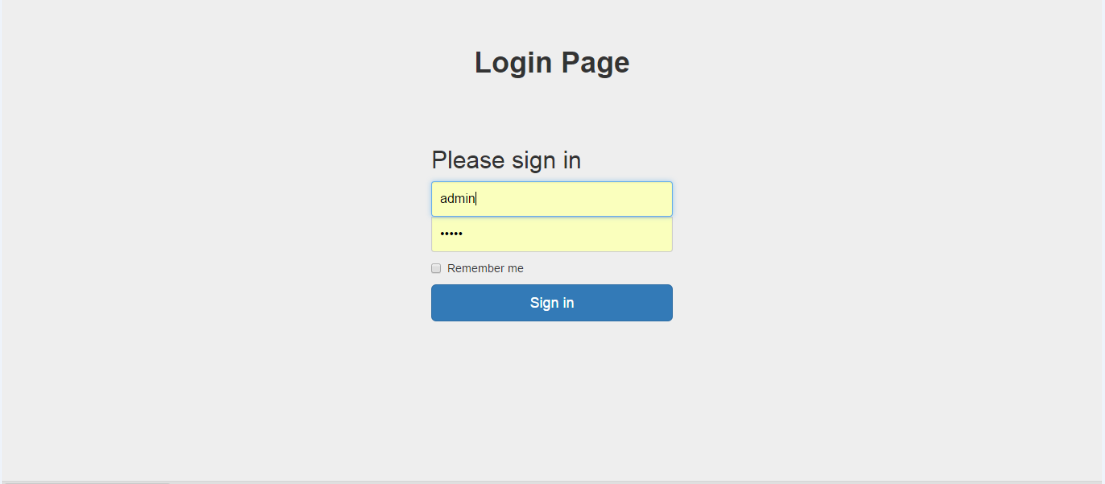 Login Page
Please sign in
admin
•••••
Remember me
Sign in